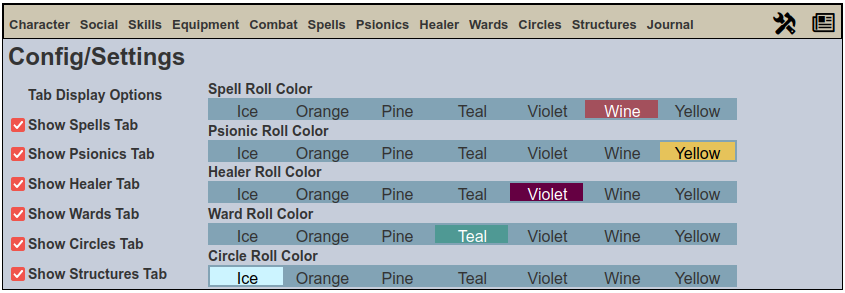 Character Social Skills Equipment Combat Spells Psionics Healer Wards Circles Structures Journal
Config/Settings
Tab Display Options
Show Spells Tab
Show Psionics Tab
Show Healer Tab
Show Wards Tab
Show Circles Tab
Show Structures Tab
Spell Roll Color
Ice Orange Pine Teal Violet Wine Yellow
Psionic Roll Color
Ice Orange Pine Teal Violet Wine Yellow
Healer Roll Color
Ice Orange Pine Teal Violet Wine Yellow
Ward Roll Color
Ice Orange Pine Teal Violet Wine Yellow
Circle Roll Color
Ice Orange Pine Teal Violet Wine Yellow